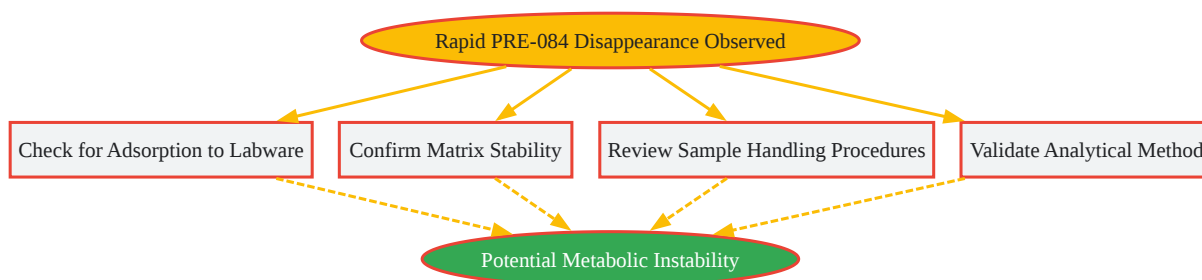 Rapid PRE-084 Disappearance Observed
Check for Adsorption to Labware
Confirm Matrix Stability
Review Sample Handling Procedures
Validate Analytical Method
Potential Metabolic Instability